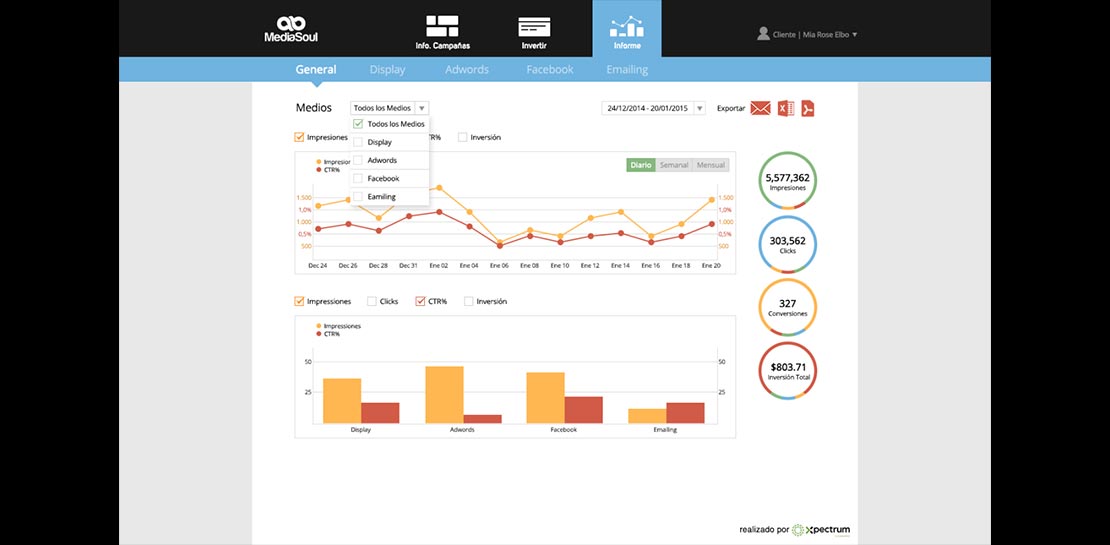 MediaSoul
Info. Campañas
Invertir
Informe
Cliente | Mia Rose Elbo
General
Display
Adwords
Facebook
Emailing
Medios
Todos los Medios
24/12/2014 - 20/01/2015
Exportar
Todos los Medios
Display
Adwords
Facebook
Eamiling
Impresiones
R%
Inversión
Impresion
CTR%
Diario
Semanal
Mensual
1.500
1,0%
1.000
0,5%
500
1.500
1,0%
1.000
0,5%
500
Dec 24
Dec 26
Dec 28
Dec 31
Ene 02
Ene 04
Ene 06
Ene 08
Ene 10
Ene 12
Ene 14
Ene 16
Ene 18
Ene 20
5,577,362
Impresiones
303,562
Clicks
327
Conversiones
$803.71
Inversión Total
Impressiones
Clicks
CTR%
Inversión
Impressiones
CTR%
50
25
50
25
Display
Adwords
Facebook
Emailing
realizado por xpectrum